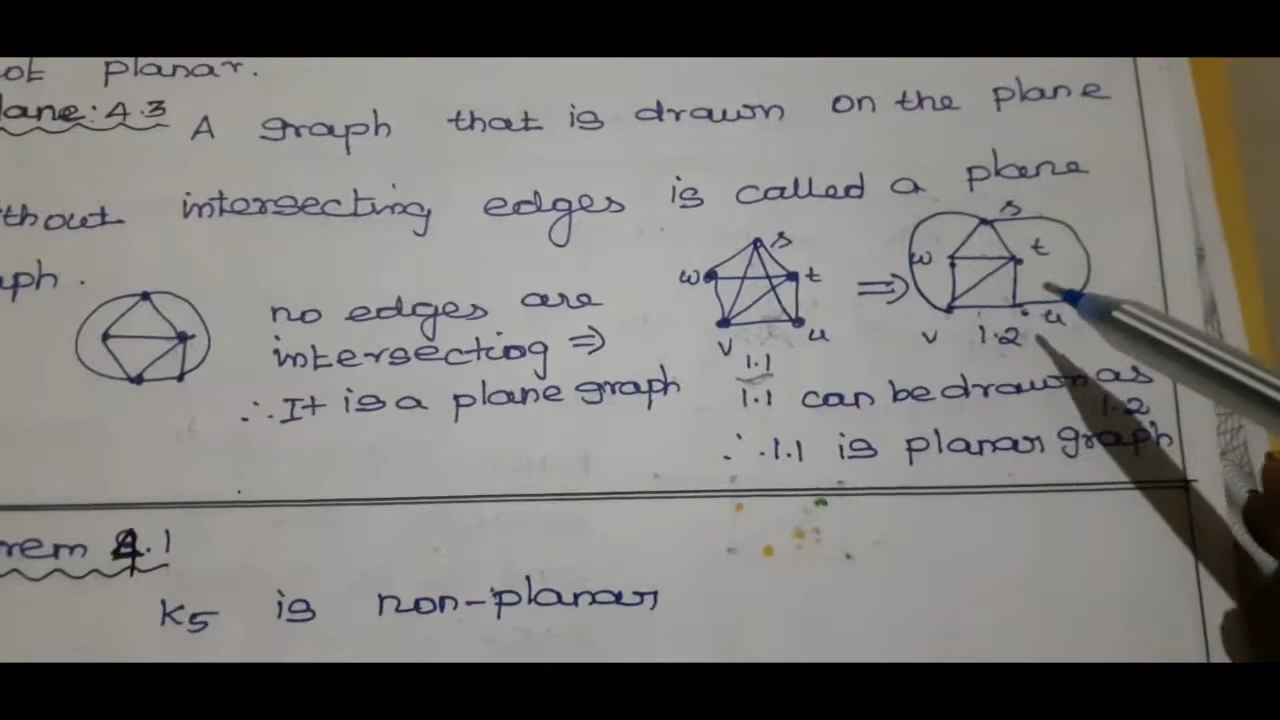 ot planar.
lane: 4.3 A graph that is drawn on the plane
thout intersecting edges is called a plane
aph.
no edges are
intersecting ⇒
∴ It is a plane graph
s
w t
v u
1.1
⇒
s
w t
v 1.2 u
1.1 can be drawn as
1.2
∴ 1.1 is planar graph
rem 4.1
K5 is non-planar